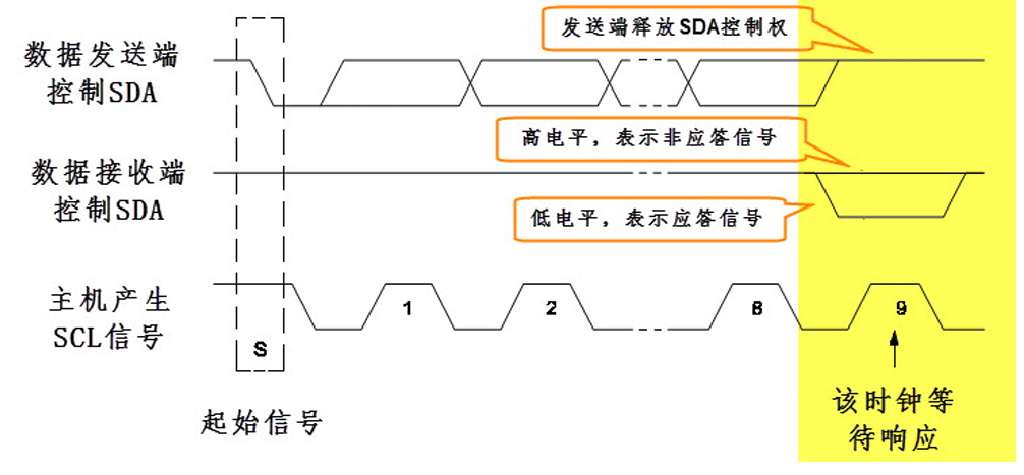 发送端释放SDA控制权
数据发送端
控制SDA
高电平，表示非应答信号
数据接收端
控制SDA
低电平，表示应答信号
主机产生
SCL信号
1
2
8
9
S
起始信号
该时钟等
待响应